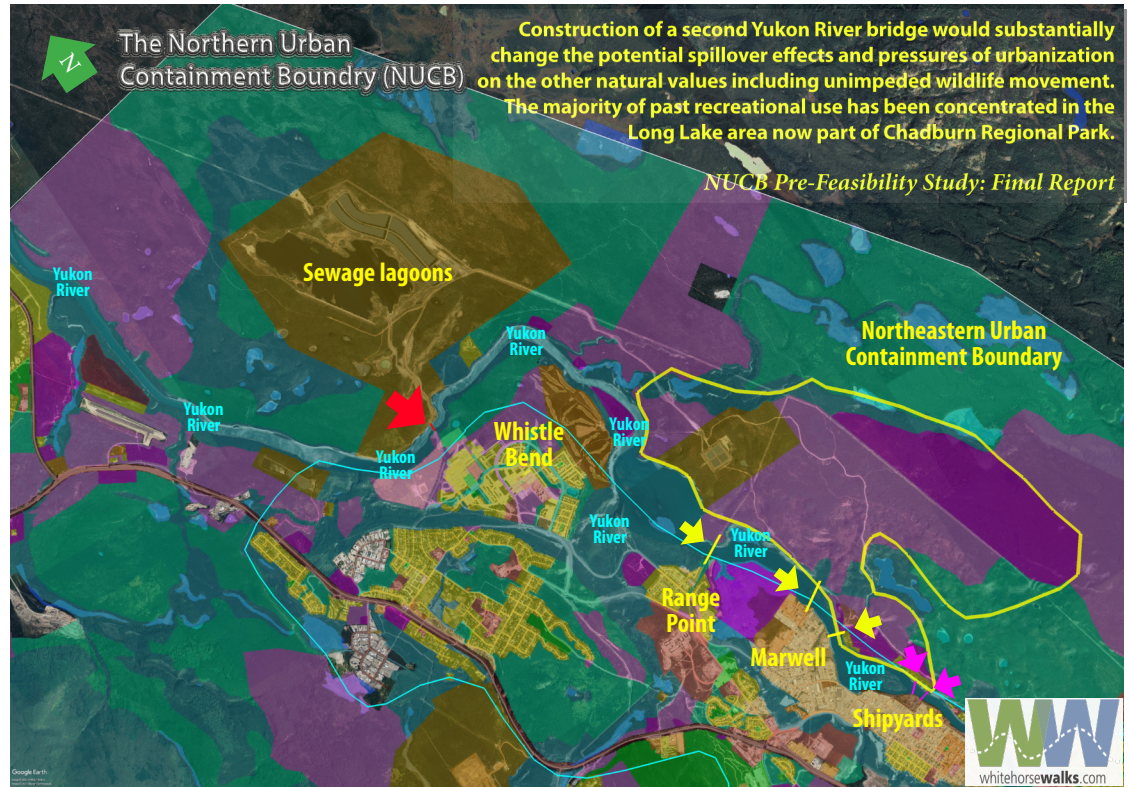 N
The Northern Urban
Containment Boundry (NUCB)
Construction of a second Yukon River bridge would substantially
change the potential spillover effects and pressures of urbanization
on the other natural values including unimpeded wildlife movement.
The majority of past recreational use has been concentrated in the
Long Lake area now part of Chadburn Regional Park.
NUCB Pre-Feasibility Study: Final Report
Sewage lagoons
Yukon
River
Yukon
River
Northeastern Urban
Containment Boundary
Yukon
River
Whistle
Bend
Yukon
River
Yukon
River
Yukon
River
Yukon
River
Range
Point
Marwell
Yukon
River
Shipyards
WW
whitehorsewalks.com
Google Earth